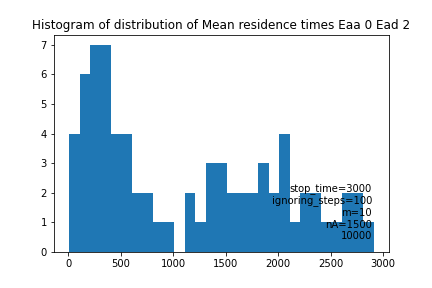 Histogram of distribution of Mean residence times Eaa 0 Ead 2
7
6
5
4
3
2
1
0
stop_time=3000
ignoring_steps=100
m=10
nA=1500
10000
0 500 1000 1500 2000 2500 3000